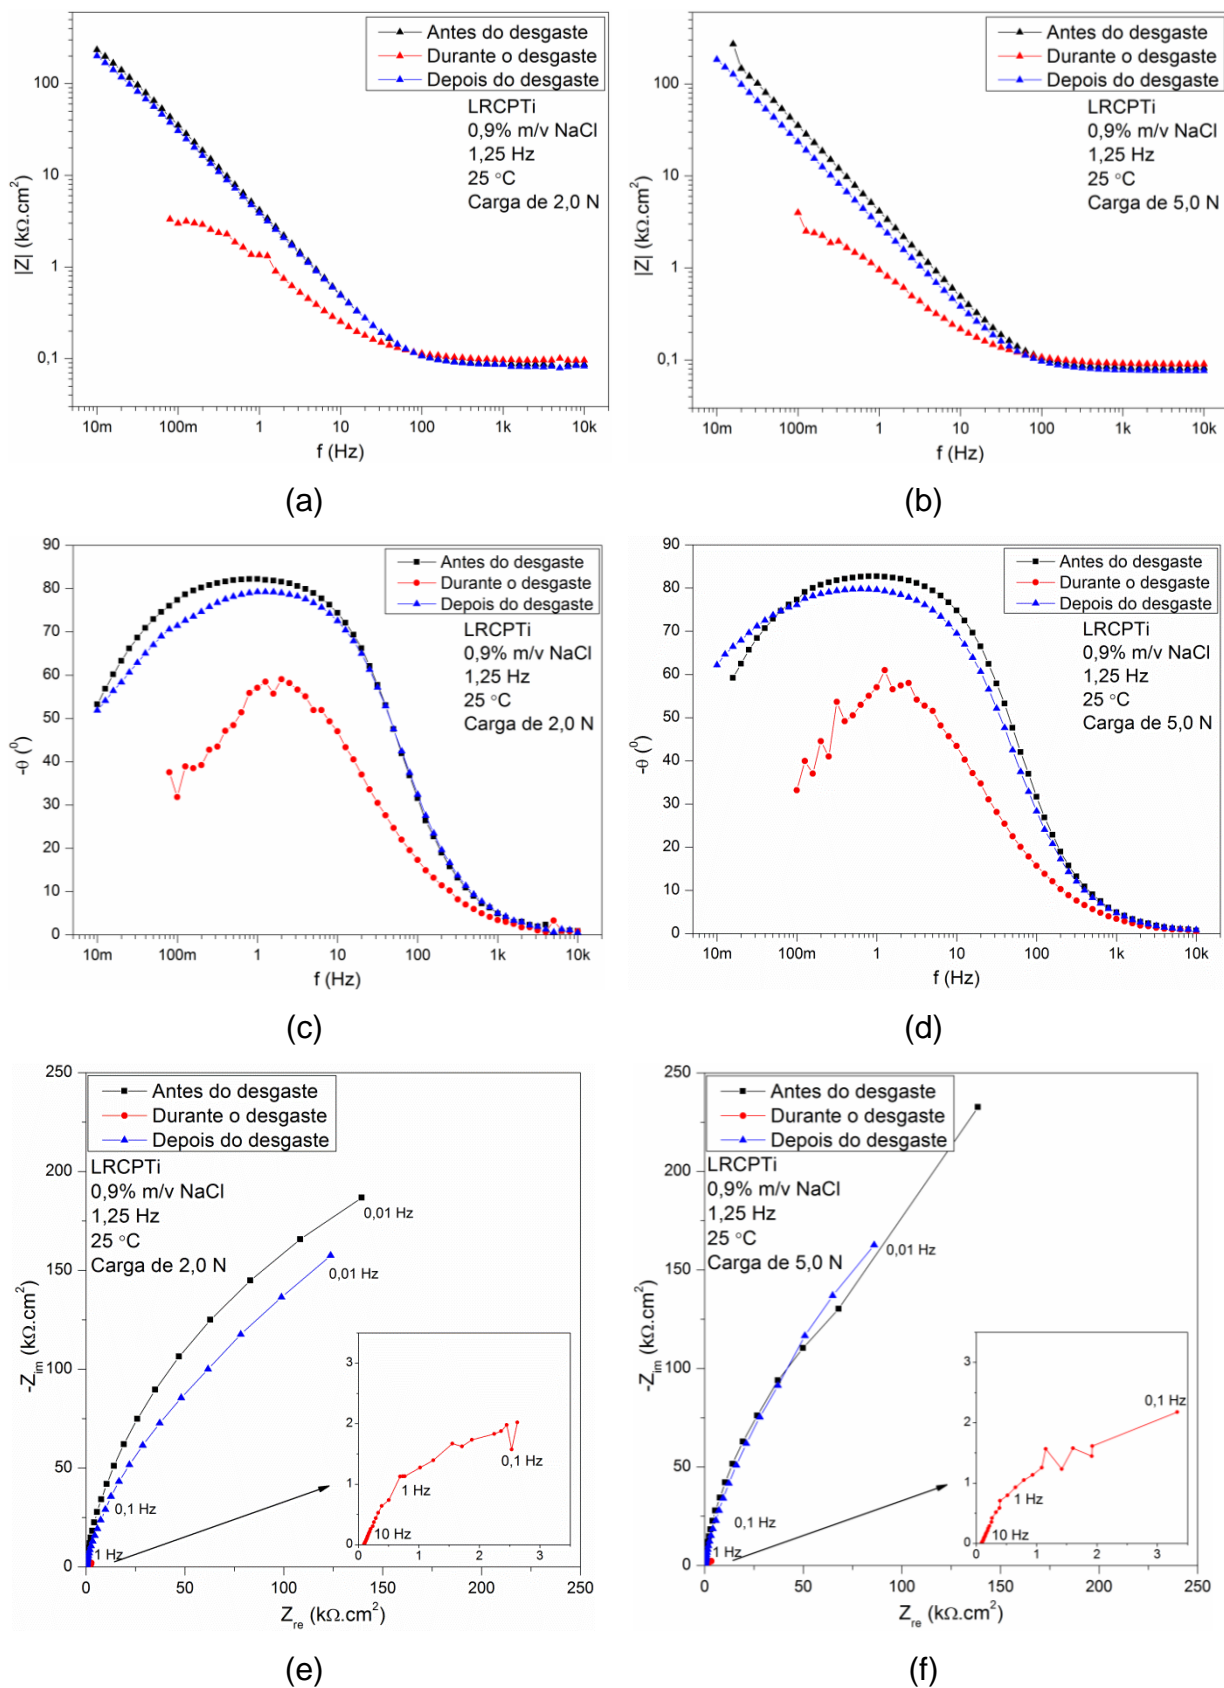 Antes do desgaste
Durante o desgaste
Depois do desgaste
LRCPTi
0,9% m/v NaCl
1,25 Hz
25 °C
Carga de 2,0 N
|Z| (kΩ.cm²)
100
10
1
0,1
10m 100m 1 10 100 1k 10k
f (Hz)
(a)
Antes do desgaste
Durante o desgaste
Depois do desgaste
LRCPTi
0,9% m/v NaCl
1,25 Hz
25 °C
Carga de 5,0 N
|Z| (kΩ.cm²)
100
10
1
0,1
10m 100m 1 10 100 1k 10k
f (Hz)
(b)
Antes do desgaste
Durante o desgaste
Depois do desgaste
LRCPTi
0,9% m/v NaCl
1,25 Hz
25 °C
Carga de 2,0 N
-θ (⁰)
90
80
70
60
50
40
30
20
10
0
10m 100m 1 10 100 1k 10k
f (Hz)
(c)
Antes do desgaste
Durante o desgaste
Depois do desgaste
LRCPTi
0,9% m/v NaCl
1,25 Hz
25 °C
Carga de 5,0 N
-θ (⁰)
90
80
70
60
50
40
30
20
10
0
10m 100m 1 10 100 1k 10k
f (Hz)
(d)
Antes do desgaste
Durante o desgaste
Depois do desgaste
LRCPTi
0,9% m/v NaCl
1,25 Hz
25 °C
Carga de 2,0 N
-Zim (kΩ.cm²)
250
200
150
100
50
0
0,01 Hz
0,01 Hz
0,1 Hz
1 Hz
3
2
1
0
0,1 Hz
1 Hz
10 Hz
0 1 2 3
0 50 100 150 200 250
Zre (kΩ.cm²)
(e)
Antes do desgaste
Durante o desgaste
Depois do desgaste
LRCPTi
0,9% m/v NaCl
1,25 Hz
25 °C
Carga de 5,0 N
-Zim (kΩ.cm²)
250
200
150
100
50
0
0,01 Hz
0,1 Hz
1 Hz
3
2
1
0
0,1 Hz
1 Hz
10 Hz
0 1 2 3
0 50 100 150 200 250
Zre (kΩ.cm²)
(f)